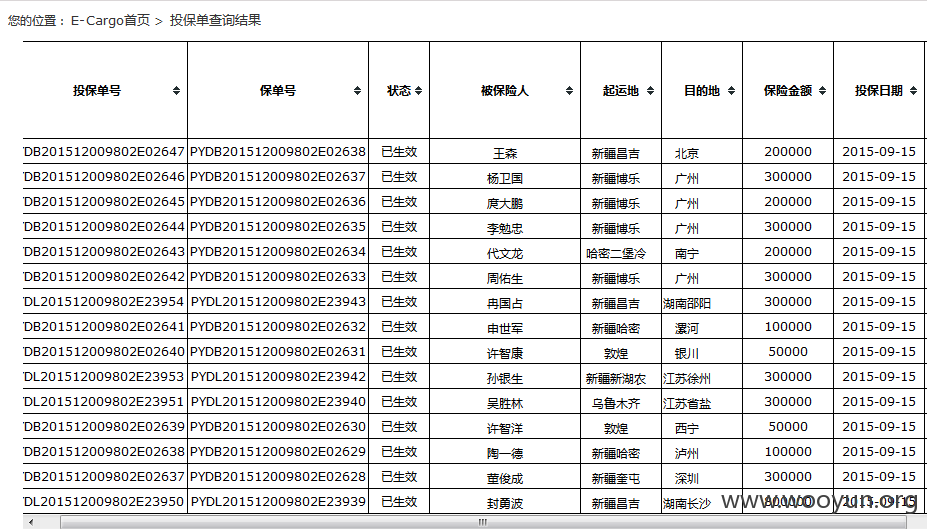 您的位置： E-Cargo首页 > 投保单查询结果
投保单号 保单号 状态 被保险人 起运地 目的地 保险金额 投保日期
DB201512009802E02647 PYDB201512009802E02638 已生效 王森 新疆昌吉 北京 200000 2015-09-15
DB201512009802E02646 PYDB201512009802E02637 已生效 杨卫国 新疆博乐 广州 300000 2015-09-15
DB201512009802E02645 PYDB201512009802E02636 已生效 庹大鹏 新疆博乐 广州 200000 2015-09-15
DB201512009802E02644 PYDB201512009802E02635 已生效 李勉忠 新疆博乐 广州 300000 2015-09-15
DB201512009802E02643 PYDB201512009802E02634 已生效 代文龙 哈密二堡冷 南宁 200000 2015-09-15
DB201512009802E02642 PYDB201512009802E02633 已生效 周佑生 新疆博乐 广州 300000 2015-09-15
DL201512009802E23954 PYDL201512009802E23943 已生效 冉国占 新疆昌吉 湖南邵阳 300000 2015-09-15
DB201512009802E02641 PYDB201512009802E02632 已生效 申世军 新疆哈密 漯河 100000 2015-09-15
DB201512009802E02640 PYDB201512009802E02631 已生效 许智康 敦煌 银川 50000 2015-09-15
DL201512009802E23953 PYDL201512009802E23942 已生效 孙银生 新疆新湖农 江苏徐州 300000 2015-09-15
DL201512009802E23951 PYDL201512009802E23940 已生效 吴胜林 乌鲁木齐 江苏省盐 300000 2015-09-15
DB201512009802E02639 PYDB201512009802E02630 已生效 许智洋 敦煌 西宁 50000 2015-09-15
DB201512009802E02638 PYDB201512009802E02629 已生效 陶一德 新疆哈密 泸州 100000 2015-09-15
DB201512009802E02637 PYDB201512009802E02628 已生效 董俊成 新疆奎屯 深圳 300000 2015-09-15
DL201512009802E23950 PYDL201512009802E23939 已生效 封勇波 新疆昌吉 湖南长沙 2015-09-15
www.wooyun.org